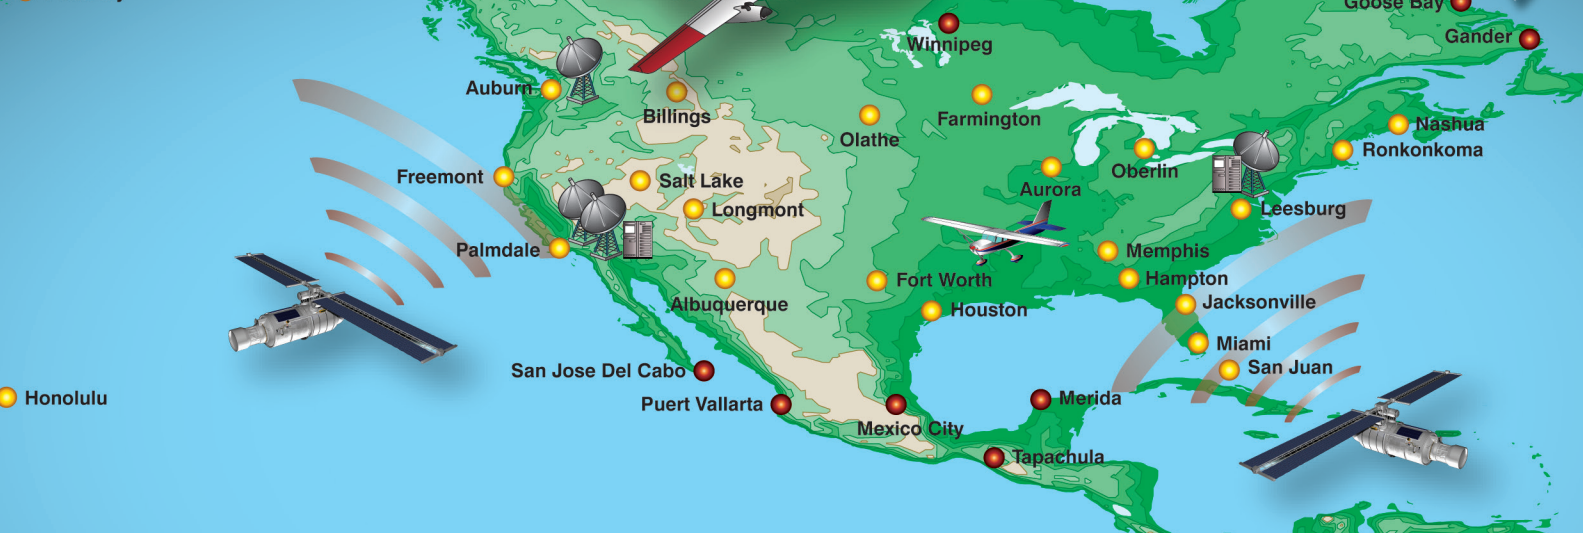 Goose Bay
Gander
Winnipeg
Auburn
Billings
Olathe
Farmington
Nashua
Ronkonkoma
Oberlin
Aurora
Freemont
Salt Lake
Longmont
Leesburg
Palmdale
Memphis
Hampton
Fort Worth
Albuquerque
Houston
Jacksonville
Miami
San Juan
San Jose Del Cabo
Honolulu
Puert Vallarta
Merida
Mexico City
Tapachula